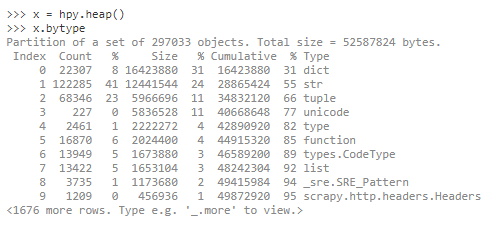 >>> x = hpy.heap()
>>> x.bytype
Partition of a set of 297033 objects. Total size = 52587824 bytes.
 Index  Count   %     Size   % Cumulative  % Type
     0  22307   8 16423880  31  16423880  31 dict
     1 122285  41 12441544  24  28865424  55 str
     2  68346  23  5966696  11  34832120  66 tuple
     3    227   0  5836528  11  40668648  77 unicode
     4   2461   1  2222272   4  42890920  82 type
     5  16870   6  2024400   4  44915320  85 function
     6  13949   5  1673880   3  46589200  89 types.CodeType
     7  13422   5  1653104   3  48242304  92 list
     8   3735   1  1173680   2  49415984  94 _sre.SRE_Pattern
     9   1209   0   456936   1  49872920  95 scrapy.http.headers.Headers
<1676 more rows. Type e.g. '_.more' to view.>